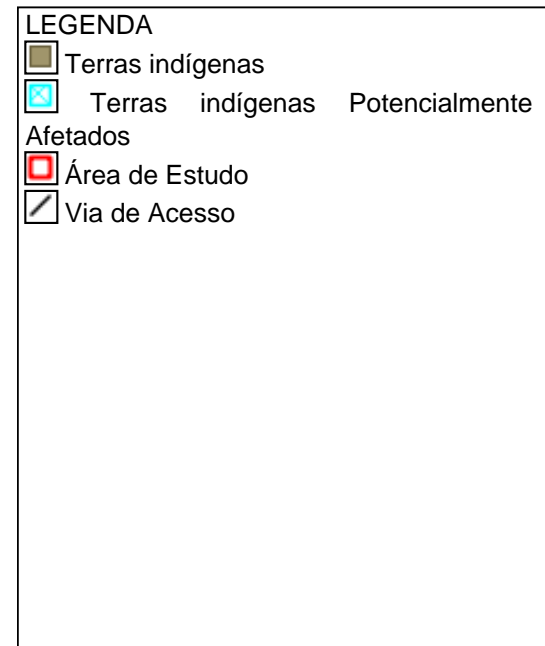 LEGENDA
Terras indígenas
Terras indígenas Potencialmente
Afetados
Área de Estudo
Via de Acesso